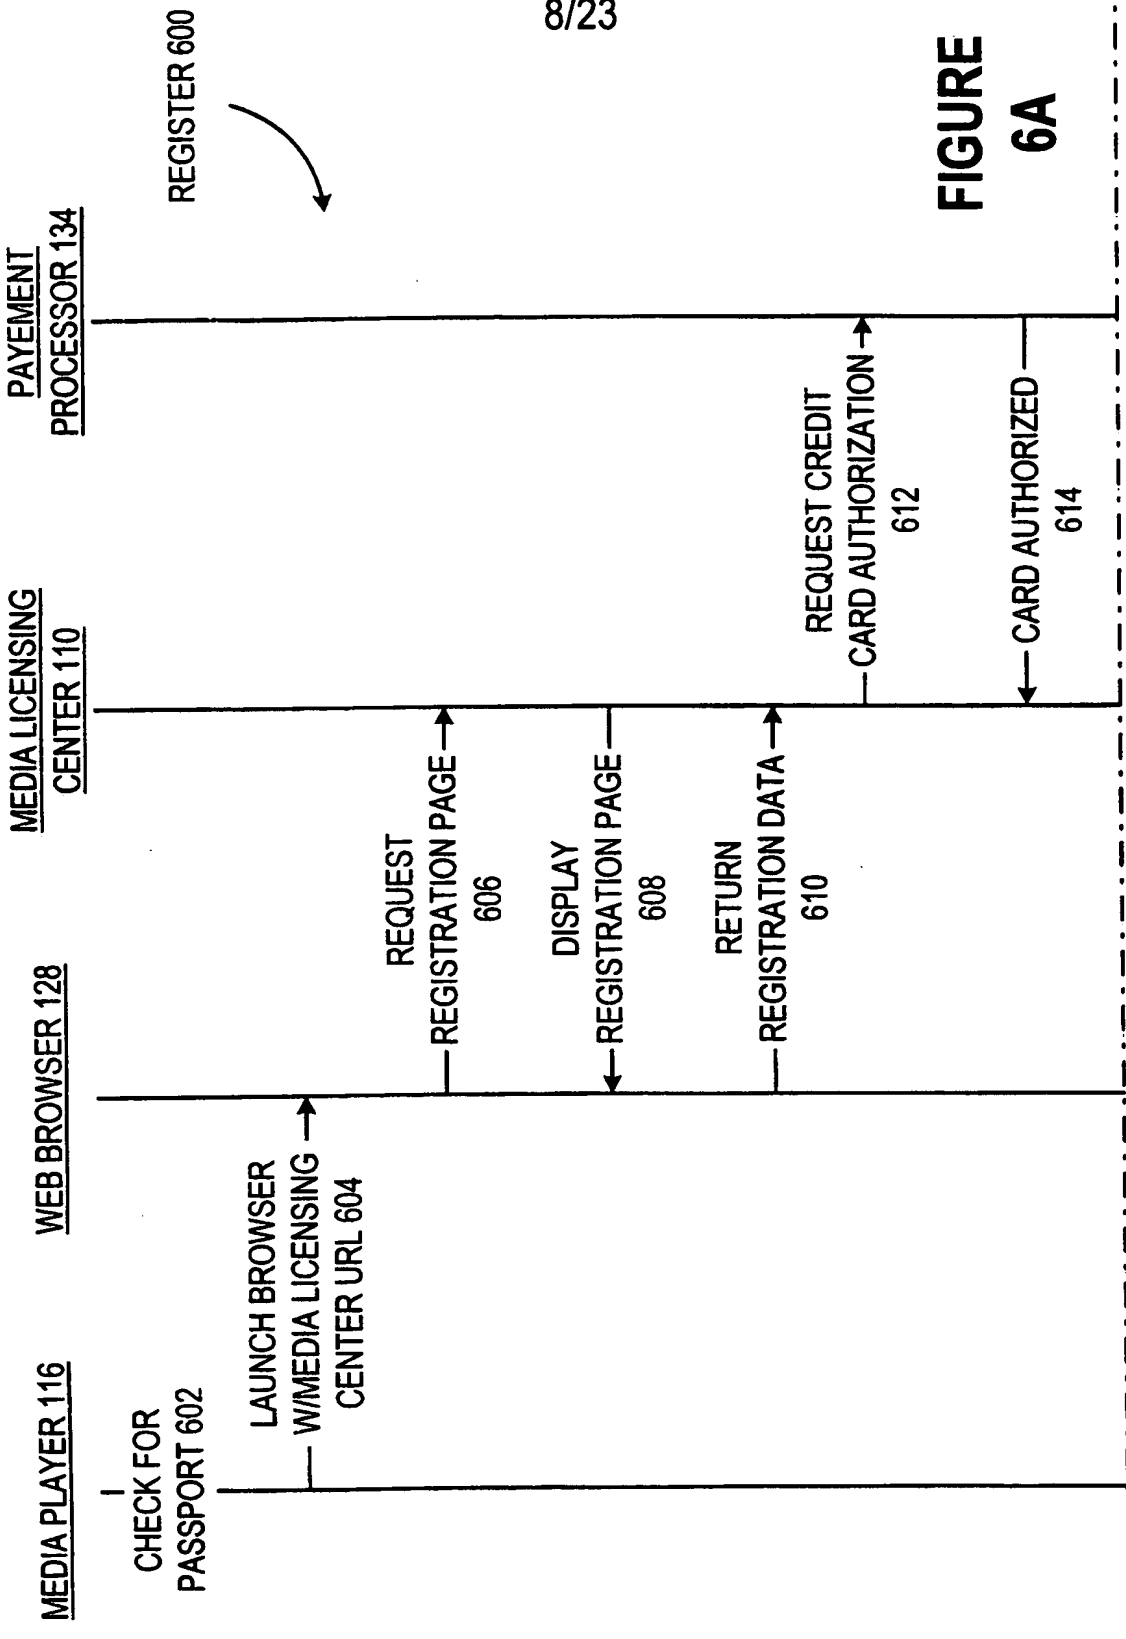 8/23
REGISTER 600
MEDIA PLAYER 116
WEB BROWSER 128
MEDIA LICENSING
CENTER 110
PAYEMENT
PROCESSOR 134
CHECK FOR
PASSPORT 602
LAUNCH BROWSER
W/MEDIA LICENSING
CENTER URL 604
REQUEST
REGISTRATION PAGE
606
DISPLAY
REGISTRATION PAGE
608
RETURN
REGISTRATION DATA
610
REQUEST CREDIT
CARD AUTHORIZATION
612
CARD AUTHORIZED
614
FIGURE
6A